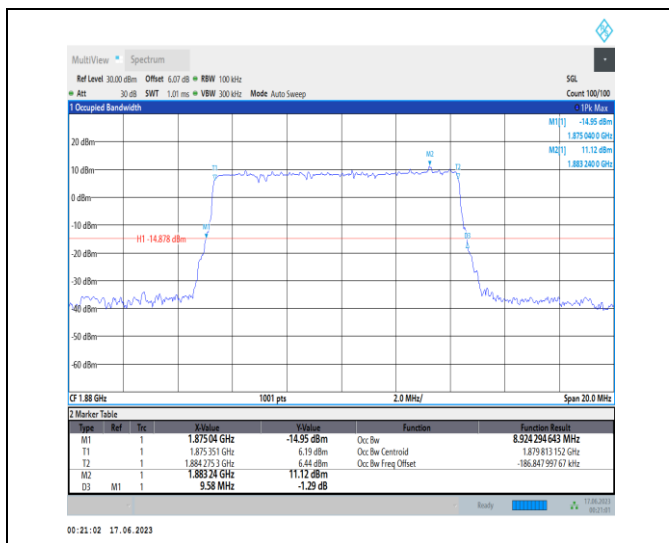 MultiView Spectrum
Ref Level 30.00 dBm Offset 6.07 dB RBW 100 kHz SGL
Att 30 dB SWT 1.01 ms VBW 300 kHz Mode Auto Sweep Count 100/100
1 Occupied Bandwidth 1Pk Max
M1[1] -14.95 dBm
1.875 040 0 GHz
M2[1] 11.12 dBm
1.883 240 0 GHz
20 dBm
M2
T1 T2
10 dBm
0 dBm
-10 dBm
M1
H1 -14.878 dBm
D3
-20 dBm
-30 dBm
-40 dBm
-50 dBm
-60 dBm
CF 1.88 GHz 1001 pts 2.0 MHz/ Span 20.0 MHz
2 Marker Table
Type Ref Trc X-Value Y-Value Function Function Result
M1 1 1.87504 GHz -14.95 dBm Occ Bw 8.924 294 643 MHz
T1 1 1.875 351 GHz 6.19 dBm Occ Bw Centroid 1.879 813 152 GHz
T2 1 1.884 275 3 GHz 6.44 dBm Occ Bw Freq Offset -186.847 997 67 kHz
M2 1 1.88324 GHz 11.12 dBm
D3 M1 1 9.58 MHz -1.29 dB
Ready 17.06.2023
00:21:01
00:21:02 17.06.2023